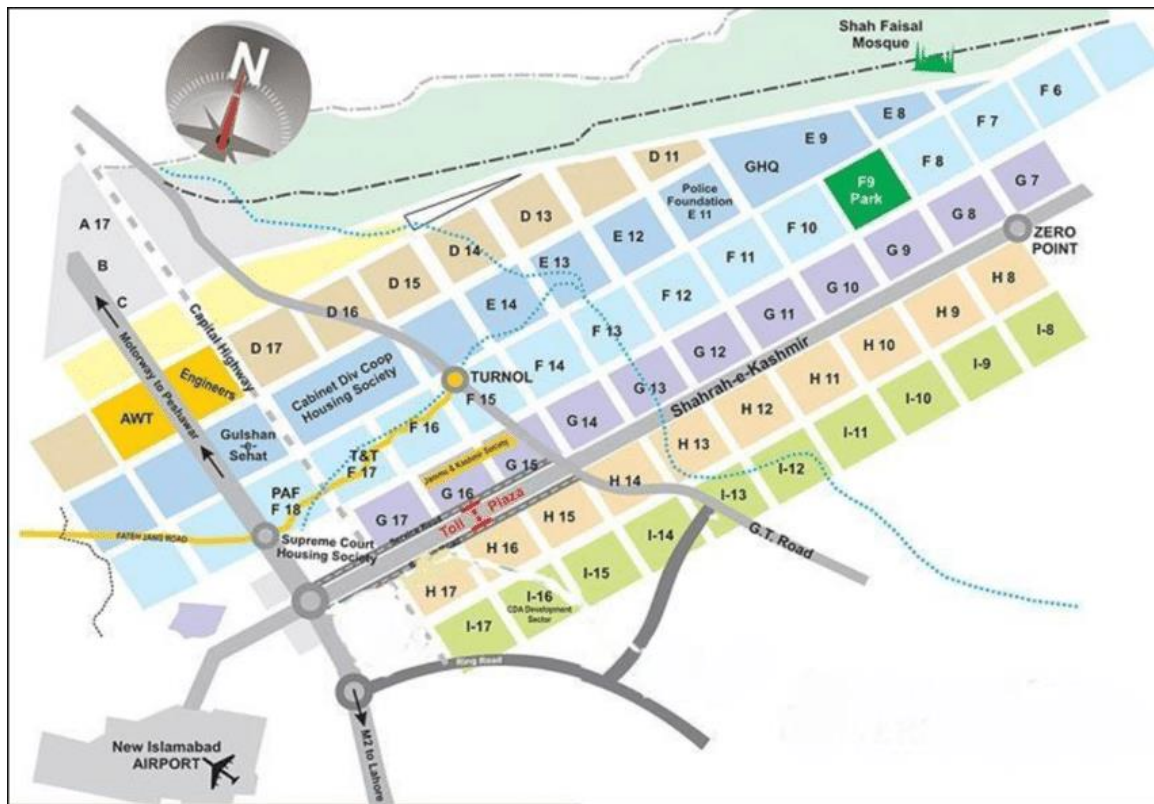 N
Shah Faisal
Mosque
F 6
E 8
F 7
E 9
D 11
GHQ
F 8
F9
Park
G 7
Police
Foundation
E 11
F 10
G 8
ZERO
POINT
A 17
D 13
E 12
F 11
G 9
H 8
D 14
E 13
F 12
G 10
H 9
I-8
B
D 15
E 14
F 13
G 11
H 10
I-9
C
D 16
F 14
G 12
Shahrah-e-Kashmir
H 11
I-10
Capital Highway
D 17
Cabinet Div Coop
Housing Society
TURNOL
F 15
G 13
H 12
I-11
Motorway to Peshawar
Engineers
AWT
Gulshan
-e-
Sehat
F 16
G 14
H 13
I-12
T&T
F 17
Jammu & Kashmir Society
G 15
H 14
I-13
PAF
F 18
G 16
Toll Plaza
H 15
I-14
G.T. Road
FATEH JANG ROAD
G 17
Service Road
Supreme Court
Housing Society
H 16
I-15
H 17
I-16
CDA Development
Sector
I-17
Ring Road
New Islamabad
AIRPORT
M2 to Lahore